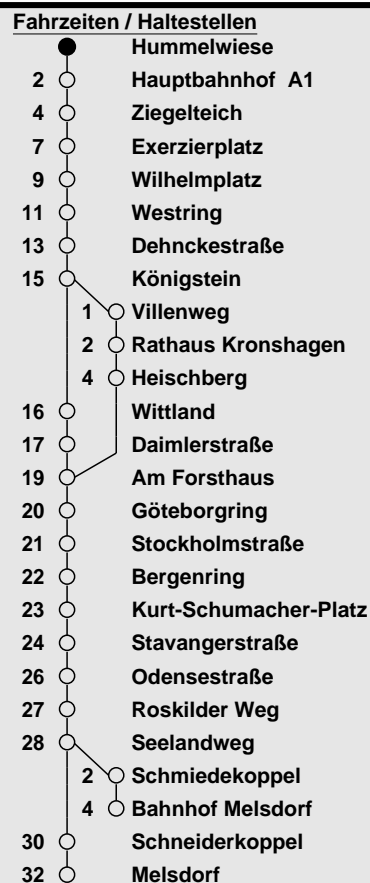 Fahrzeiten / Haltestellen
Hummelwiese
2 Hauptbahnhof A1
4 Ziegelteich
7 Exerzierplatz
9 Wilhelmplatz
11 Westring
13 Dehnckestraße
15 Königstein
1 Villenweg
2 Rathaus Kronshagen
4 Heischberg
16 Wittland
17 Daimlerstraße
19 Am Forsthaus
20 Göteborgring
21 Stockholmstraße
22 Bergenring
23 Kurt-Schumacher-Platz
24 Stavangerstraße
26 Odensestraße
27 Roskilder Weg
28 Seelandweg
2 Schmiedekoppel
4 Bahnhof Melsdorf
30 Schneiderkoppel
32 Melsdorf